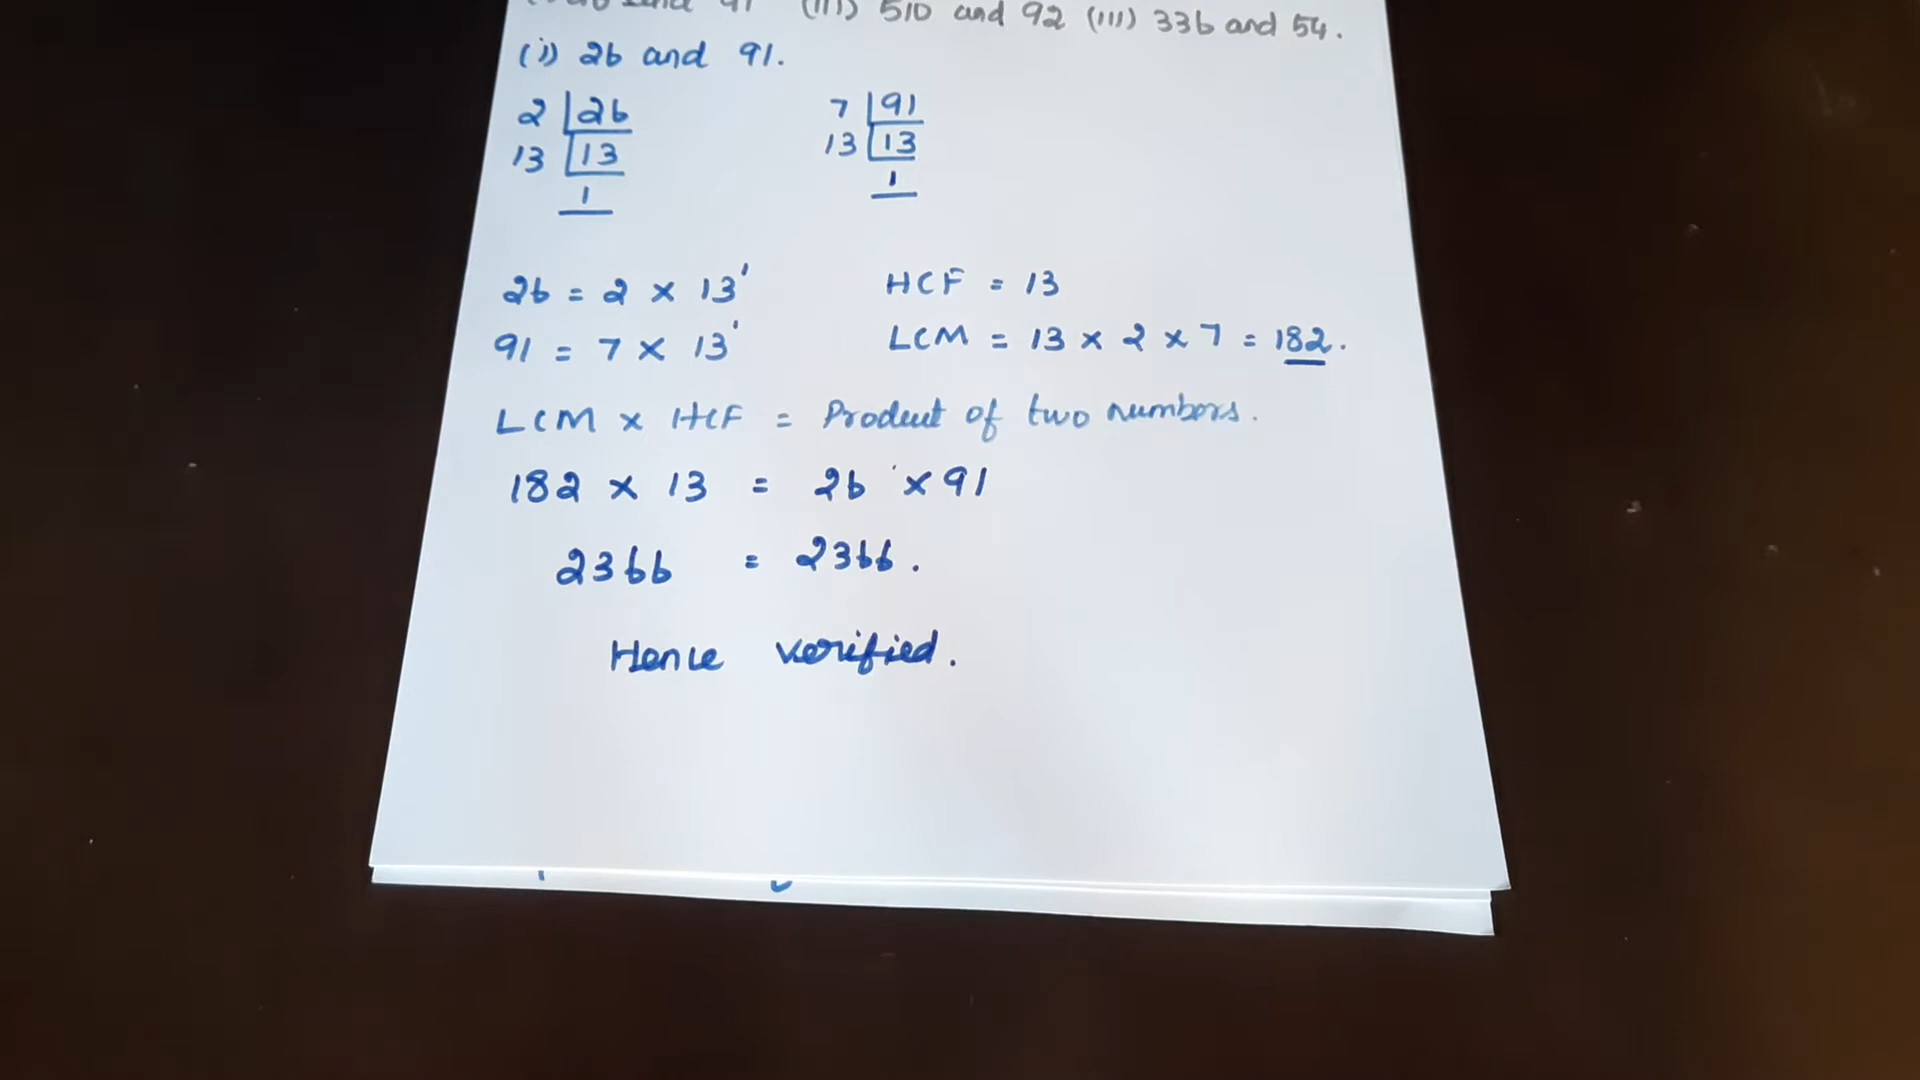 91 (iii) 510 and 92 (iii) 336 and 54.
(i) 26 and 91.
2 26 7 91
13 13 13 13
1 1
26 = 2 × 13' HCF = 13
91 = 7 × 13' LCM = 13 × 2 × 7 = 182.
LCM × HCF = Product of two numbers.
182 × 13 = 26 × 91
2366 = 2366.
Hence verified.